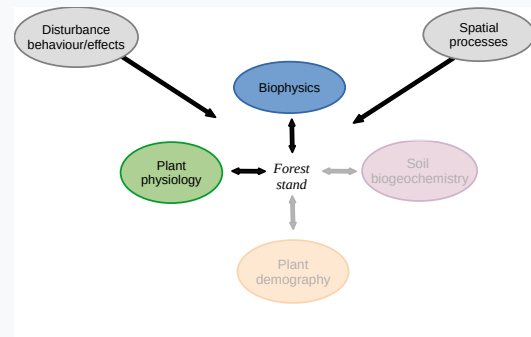 Disturbance
behaviour/effects
Spatial
processes
Biophysics
Plant
physiology
Forest
stand
Soil
biogeochemistry
Plant
demography